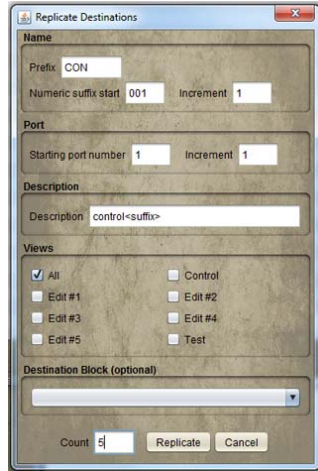 Replicate Destinations
Name
Prefix CON
Numeric suffix start 001 Increment 1
Port
Starting port number 1 Increment 1
Description
Description control<suffix>
Views
All Control
Edit #1 Edit #2
Edit #3 Edit #4
Edit #5 Test
Destination Block (optional)
Count 5 Replicate Cancel